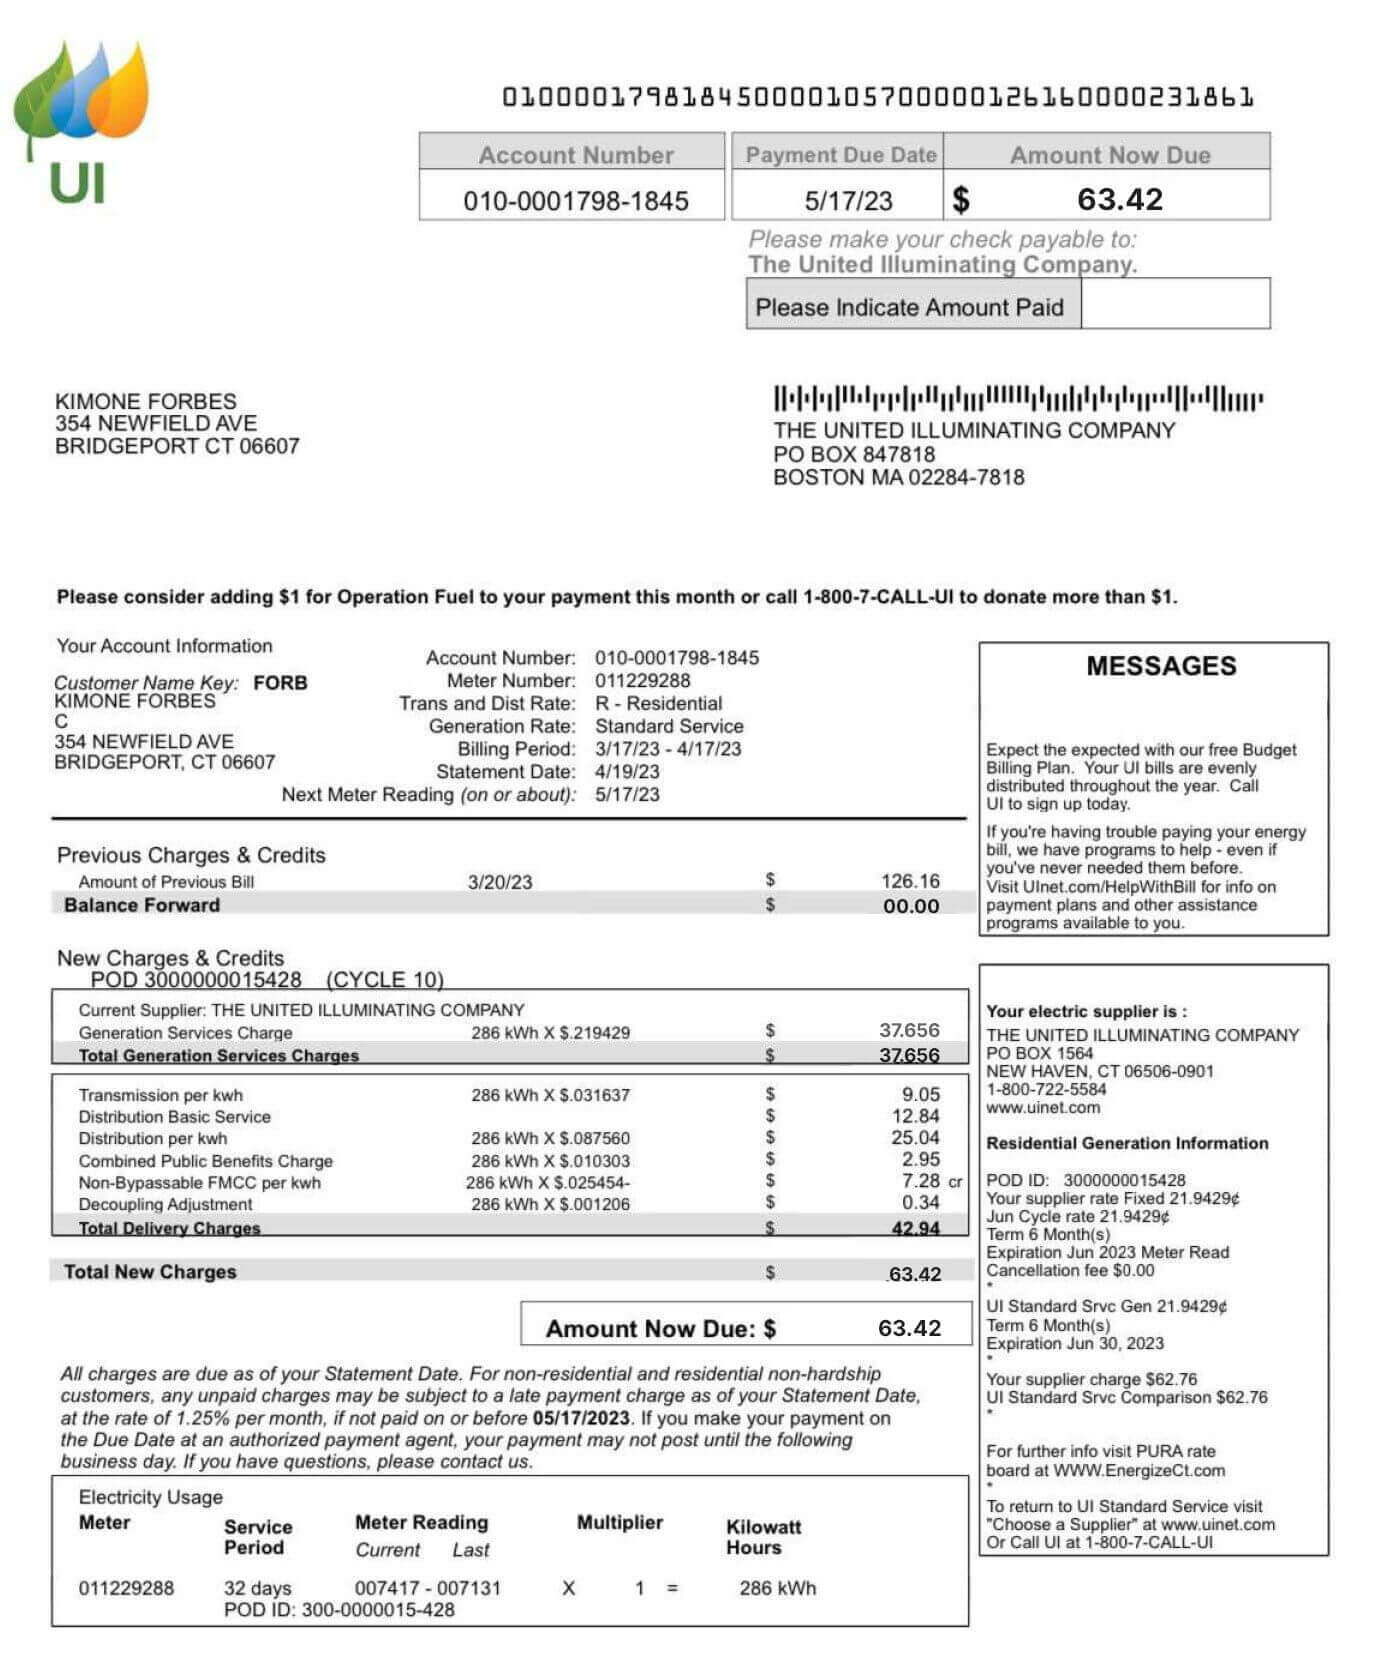 UI
010000179818450000105700000126160000231861
Account Number Payment Due Date Amount Now Due
010-0001798-1845 5/17/23 $ 63.42
Please make your check payable to:
The United Illuminating Company.
Please Indicate Amount Paid
KIMONE FORBES
354 NEWFIELD AVE
BRIDGEPORT CT 06607
THE UNITED ILLUMINATING COMPANY
PO BOX 847818
BOSTON MA 02284-7818
Please consider adding $1 for Operation Fuel to your payment this month or call 1-800-7-CALL-UI to donate more than $1.
Your Account Information
Customer Name Key: FORB
KIMONE FORBES
C
354 NEWFIELD AVE
BRIDGEPORT, CT 06607
Account Number: 010-0001798-1845
Meter Number: 011229288
Trans and Dist Rate: R - Residential
Generation Rate: Standard Service
Billing Period: 3/17/23 - 4/17/23
Statement Date: 4/19/23
Next Meter Reading (on or about): 5/17/23
MESSAGES
Expect the expected with our free Budget
Billing Plan. Your UI bills are evenly
distributed throughout the year. Call
UI to sign up today.
If you're having trouble paying your energy
bill, we have programs to help - even if
you've never needed them before.
Visit UInet.com/HelpWithBill for info on
payment plans and other assistance
programs available to you.
Previous Charges & Credits
Amount of Previous Bill 3/20/23 $ 126.16
Balance Forward $ 00.00
New Charges & Credits
POD 3000000015428 (CYCLE 10)
Current Supplier: THE UNITED ILLUMINATING COMPANY
Generation Services Charge 286 kWh X $.219429 $ 37.656
Total Generation Services Charges $ 37.656
Transmission per kwh 286 kWh X $.031637 $ 9.05
Distribution Basic Service $ 12.84
Distribution per kwh 286 kWh X $.087560 $ 25.04
Combined Public Benefits Charge 286 kWh X $.010303 $ 2.95
Non-Bypassable FMCC per kwh 286 kWh X $.025454- $ 7.28 cr
Decoupling Adjustment 286 kWh X $.001206 $ 0.34
Total Delivery Charges $ 42.94
Total New Charges $ 63.42
Amount Now Due: $ 63.42
All charges are due as of your Statement Date. For non-residential and residential non-hardship
customers, any unpaid charges may be subject to a late payment charge as of your Statement Date,
at the rate of 1.25% per month, if not paid on or before 05/17/2023. If you make your payment on
the Due Date at an authorized payment agent, your payment may not post until the following
business day. If you have questions, please contact us.
Your electric supplier is :
THE UNITED ILLUMINATING COMPANY
PO BOX 1564
NEW HAVEN, CT 06506-0901
1-800-722-5584
www.uinet.com
Residential Generation Information
POD ID: 3000000015428
Your supplier rate Fixed 21.9429¢
Jun Cycle rate 21.9429¢
Term 6 Month(s)
Expiration Jun 2023 Meter Read
Cancellation fee $0.00
*
UI Standard Srvc Gen 21.9429¢
Term 6 Month(s)
Expiration Jun 30, 2023
*
Your supplier charge $62.76
UI Standard Srvc Comparison $62.76
*
For further info visit PURA rate
board at WWW.EnergizeCt.com
*
To return to UI Standard Service visit
"Choose a Supplier" at www.uinet.com
Or Call UI at 1-800-7-CALL-UI
Electricity Usage
Meter Service Period Meter Reading Multiplier Kilowatt Hours
Current Last
011229288 32 days 007417 - 007131 X 1 = 286 kWh
POD ID: 300-0000015-428